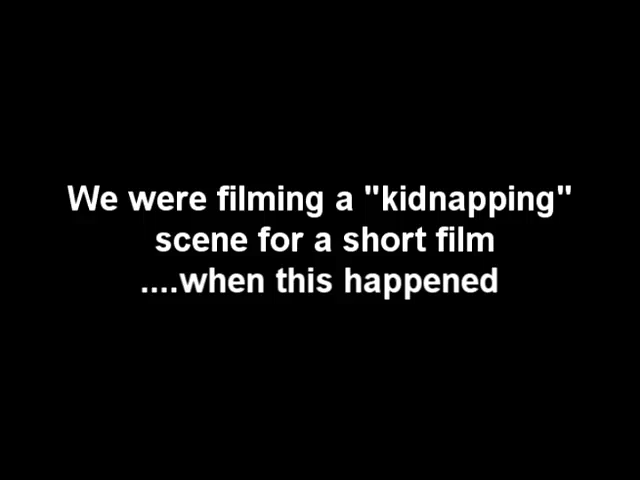 We were filming a "kidnapping"
scene for a short film
....when this happened